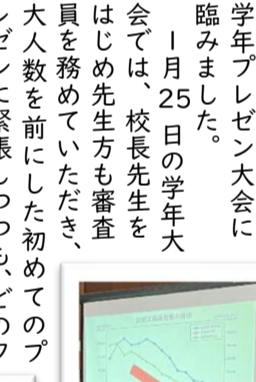 学年プレゼン大会に
臨みました。
１月25日の学年大
会では、校長先生を
はじめ先生方も審査
員を務めていただき、
大人数を前にした初めてのプ
レゼンに緊張しつつも、どの